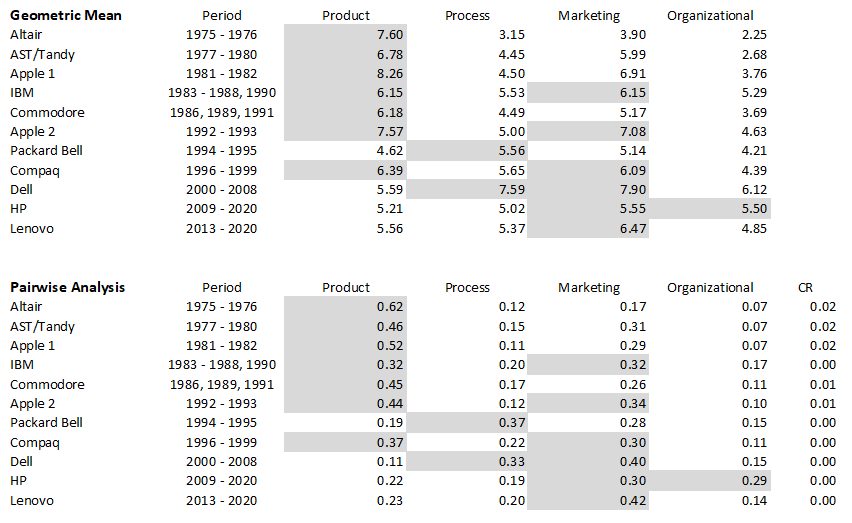 Geometric Mean Period Product Process Marketing Organizational
Altair 1975 - 1976 7.60 3.15 3.90 2.25
AST/Tandy 1977 - 1980 6.78 4.45 5.99 2.68
Apple 1 1981 - 1982 8.26 4.50 6.91 3.76
IBM 1983 - 1988, 1990 6.15 5.53 6.15 5.29
Commodore 1986, 1989, 1991 6.18 4.49 5.17 3.69
Apple 2 1992 - 1993 7.57 5.00 7.08 4.63
Packard Bell 1994 - 1995 4.62 5.56 5.14 4.21
Compaq 1996 - 1999 6.39 5.65 6.09 4.39
Dell 2000 - 2008 5.59 7.59 7.90 6.12
HP 2009 - 2020 5.21 5.02 5.55 5.50
Lenovo 2013 - 2020 5.56 5.37 6.47 4.85
Pairwise Analysis Period Product Process Marketing Organizational CR
Altair 1975 - 1976 0.62 0.12 0.17 0.07 0.02
AST/Tandy 1977 - 1980 0.46 0.15 0.31 0.07 0.02
Apple 1 1981 - 1982 0.52 0.11 0.29 0.07 0.02
IBM 1983 - 1988, 1990 0.32 0.20 0.32 0.17 0.00
Commodore 1986, 1989, 1991 0.45 0.17 0.26 0.11 0.01
Apple 2 1992 - 1993 0.44 0.12 0.34 0.10 0.01
Packard Bell 1994 - 1995 0.19 0.37 0.28 0.15 0.00
Compaq 1996 - 1999 0.37 0.22 0.30 0.11 0.00
Dell 2000 - 2008 0.11 0.33 0.40 0.15 0.00
HP 2009 - 2020 0.22 0.19 0.30 0.29 0.00
Lenovo 2013 - 2020 0.23 0.20 0.42 0.14 0.00